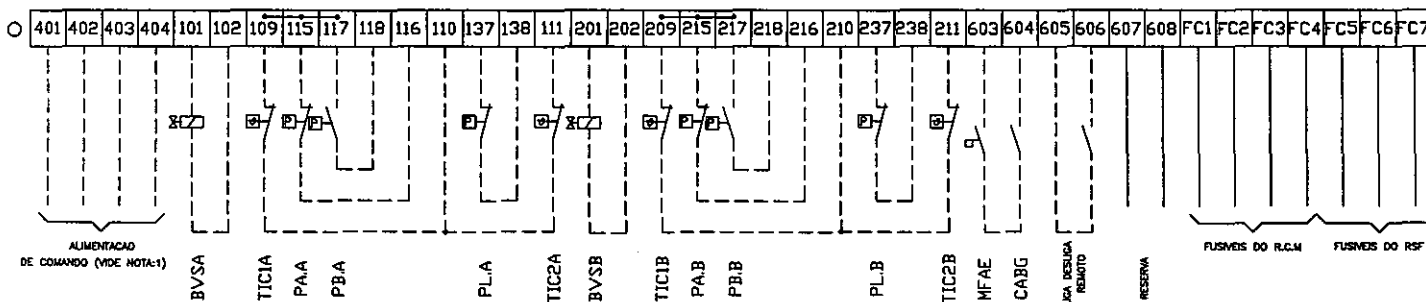 401 402 403 404 101 102 109 115 117 118 116 110 137 138 111 201 202 209 215 217 218 216 210 237 238 211 603 604 605 606 607 608 FC1 FC2 FC3 FC4 FC5 FC6 FC7
P P P P P P
ALIMENTACAO
DE COMANDO (VIDE NOTA:1)
BVSA
TIC1A
PA.A
PB.A
PL.A
TIC2A
BVSB
TIC1B
PA.B
PB.B
PL.B
TIC2B
MFAE
CABG
DESLIGA
REMOTO
RESERVA
FUSIVEIS DO R.C.M
FUSIVEIS DO RSF